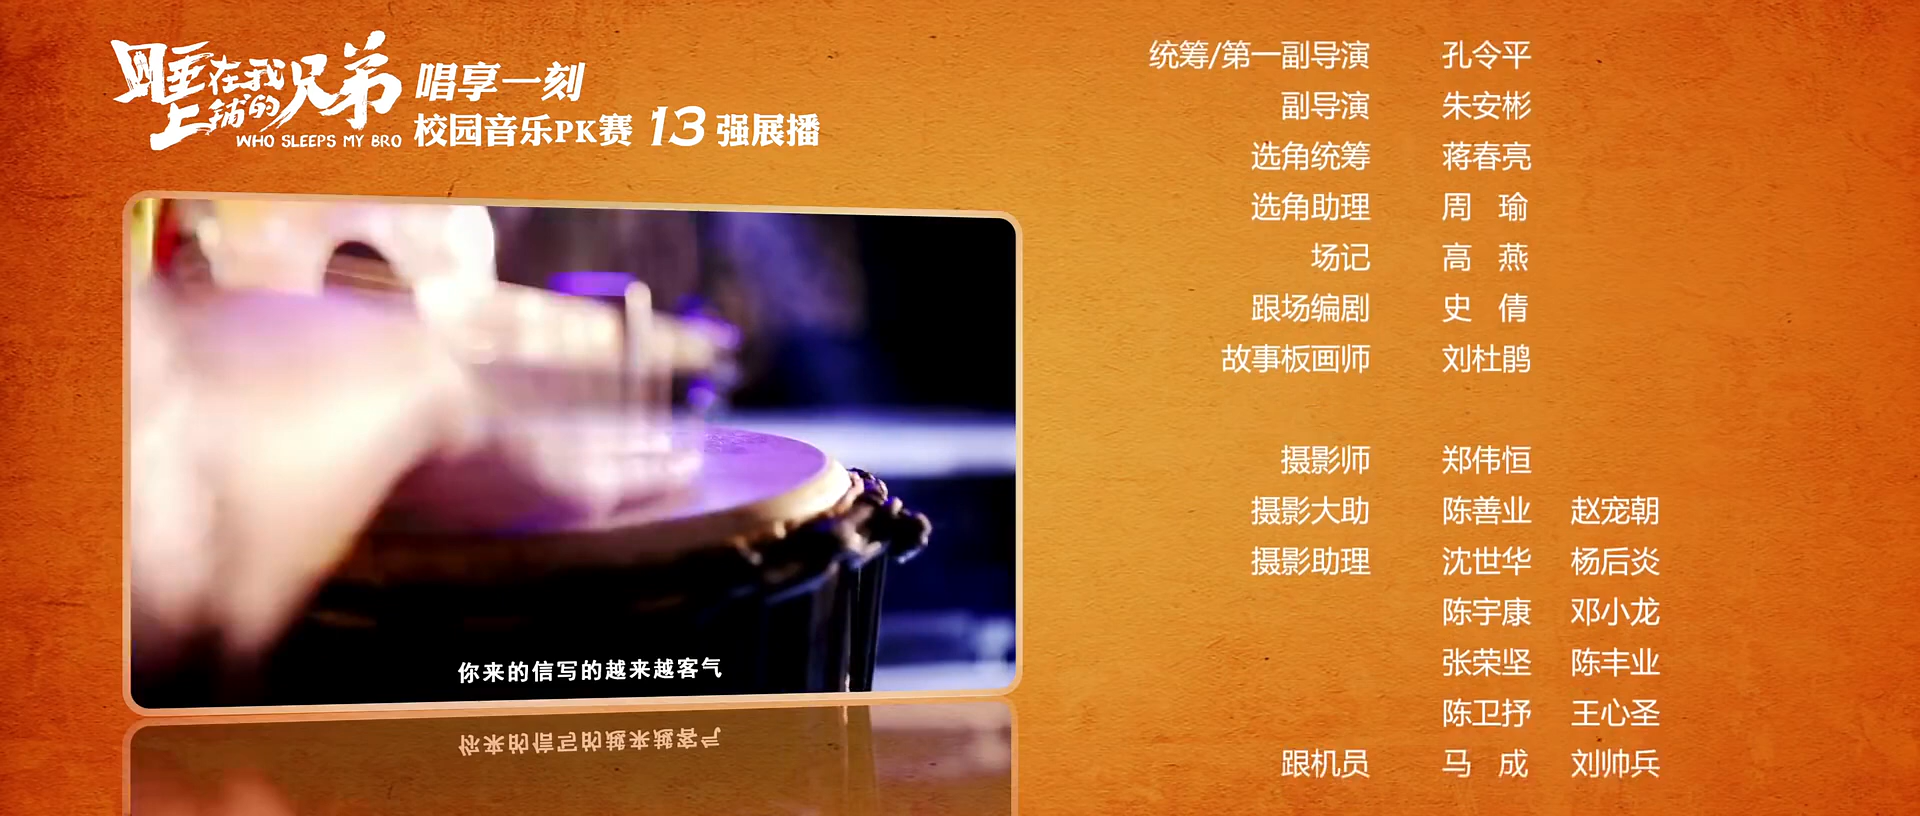 睡在我
上铺的兄弟
WHO SLEEPS MY BRO
唱享一刻
校园音乐PK赛 13 强展播
你来的信写的越来越客气
统筹/第一副导演 孔令平
副导演 朱安彬
选角统筹 蒋春亮
选角助理 周 瑜
场记 高 燕
跟场编剧 史 倩
故事板画师 刘杜鹃
摄影师 郑伟恒
摄影大助 陈善业 赵宠朝
摄影助理 沈世华 杨后炎
陈宇康 邓小龙
张荣坚 陈丰业
陈卫抒 王心圣
跟机员 马 成 刘帅兵